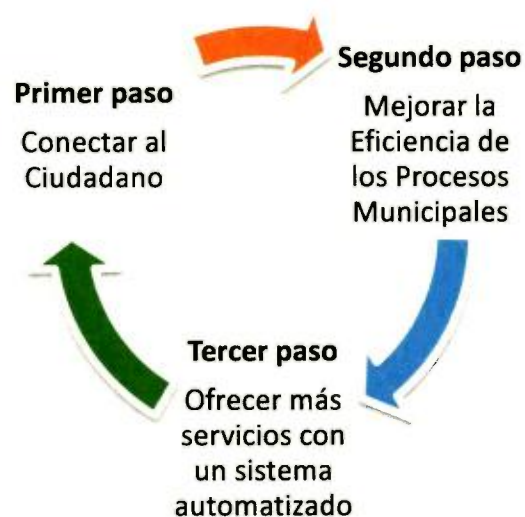 Primer paso
Conectar al
Ciudadano
Segundo paso
Mejorar la
Eficiencia de
los Procesos
Municipales
Tercer paso
Ofrecer más
servicios con
un sistema
automatizado